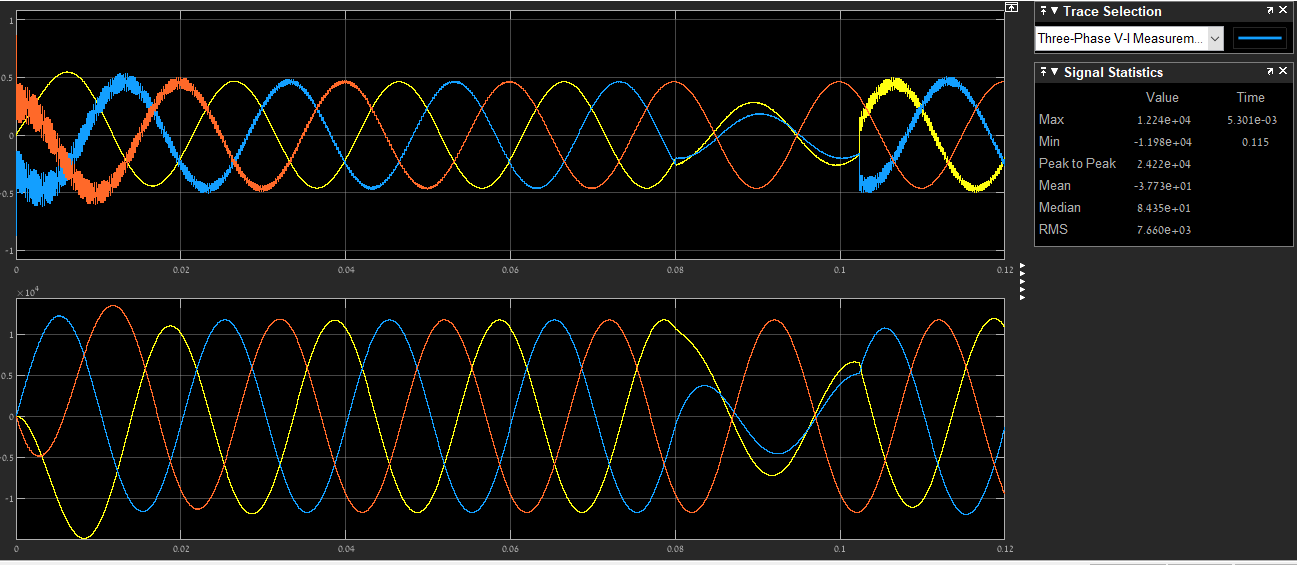 Trace Selection
Three-Phase V-I Measurem...
Signal Statistics
Value Time
Max 1.224e+04 5.301e-03
Min -1.198e+04 0.115
Peak to Peak 2.422e+04
Mean -3.773e+01
Median 8.435e+01
RMS 7.660e+03
1
0.5
0
-0.5
-1
0 0.02 0.04 0.06 0.08 0.1 0.12
×10^4
1
0.5
0
-0.5
-1
0 0.02 0.04 0.06 0.08 0.1 0.12